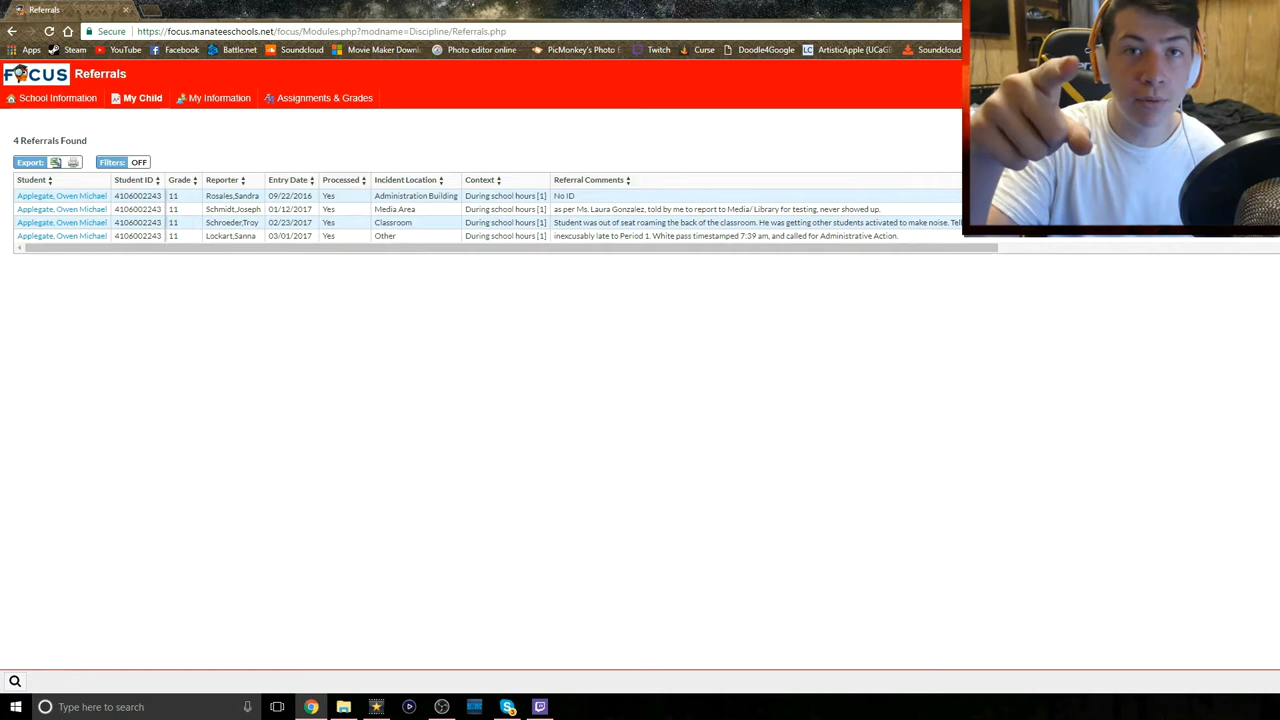 Referrals
Secure https://focus.manateeschools.net/focus/Modules.php?modname=Discipline/Referrals.php
Apps Steam YouTube Facebook Battle.net Soundcloud Movie Maker Down Photo editor online PicMonkey's Photo E Twitch Curse Doodle4Google ArtisticApple (UCaGE Soundcloud
FOCUS Referrals
School Information My Child My Information Assignments & Grades
4 Referrals Found
Export: Filters: OFF
Student Student ID Grade Reporter Entry Date Processed Incident Location Context Referral Comments
Applegate, Owen Michael 4106002243 11 Rosales,Sandra 09/22/2016 Yes Administration Building During school hours [1] No ID
Applegate, Owen Michael 4106002243 11 Schmidt,Joseph 01/12/2017 Yes Media Area During school hours [1] as per Ms. Laura Gonzalez, told by me to report to Media/ Library for testing, never showed up.
Applegate, Owen Michael 4106002243 11 Schroeder,Troy 02/23/2017 Yes Classroom During school hours [1] Student was out of seat roaming the back of the classroom. He was getting other students activated to make noise. Tell
Applegate, Owen Michael 4106002243 11 Lockart,Sanna 03/01/2017 Yes Other During school hours [1] inexcusably late to Period 1. White pass timestamped 7:39 am, and called for Administrative Action.
Type here to search